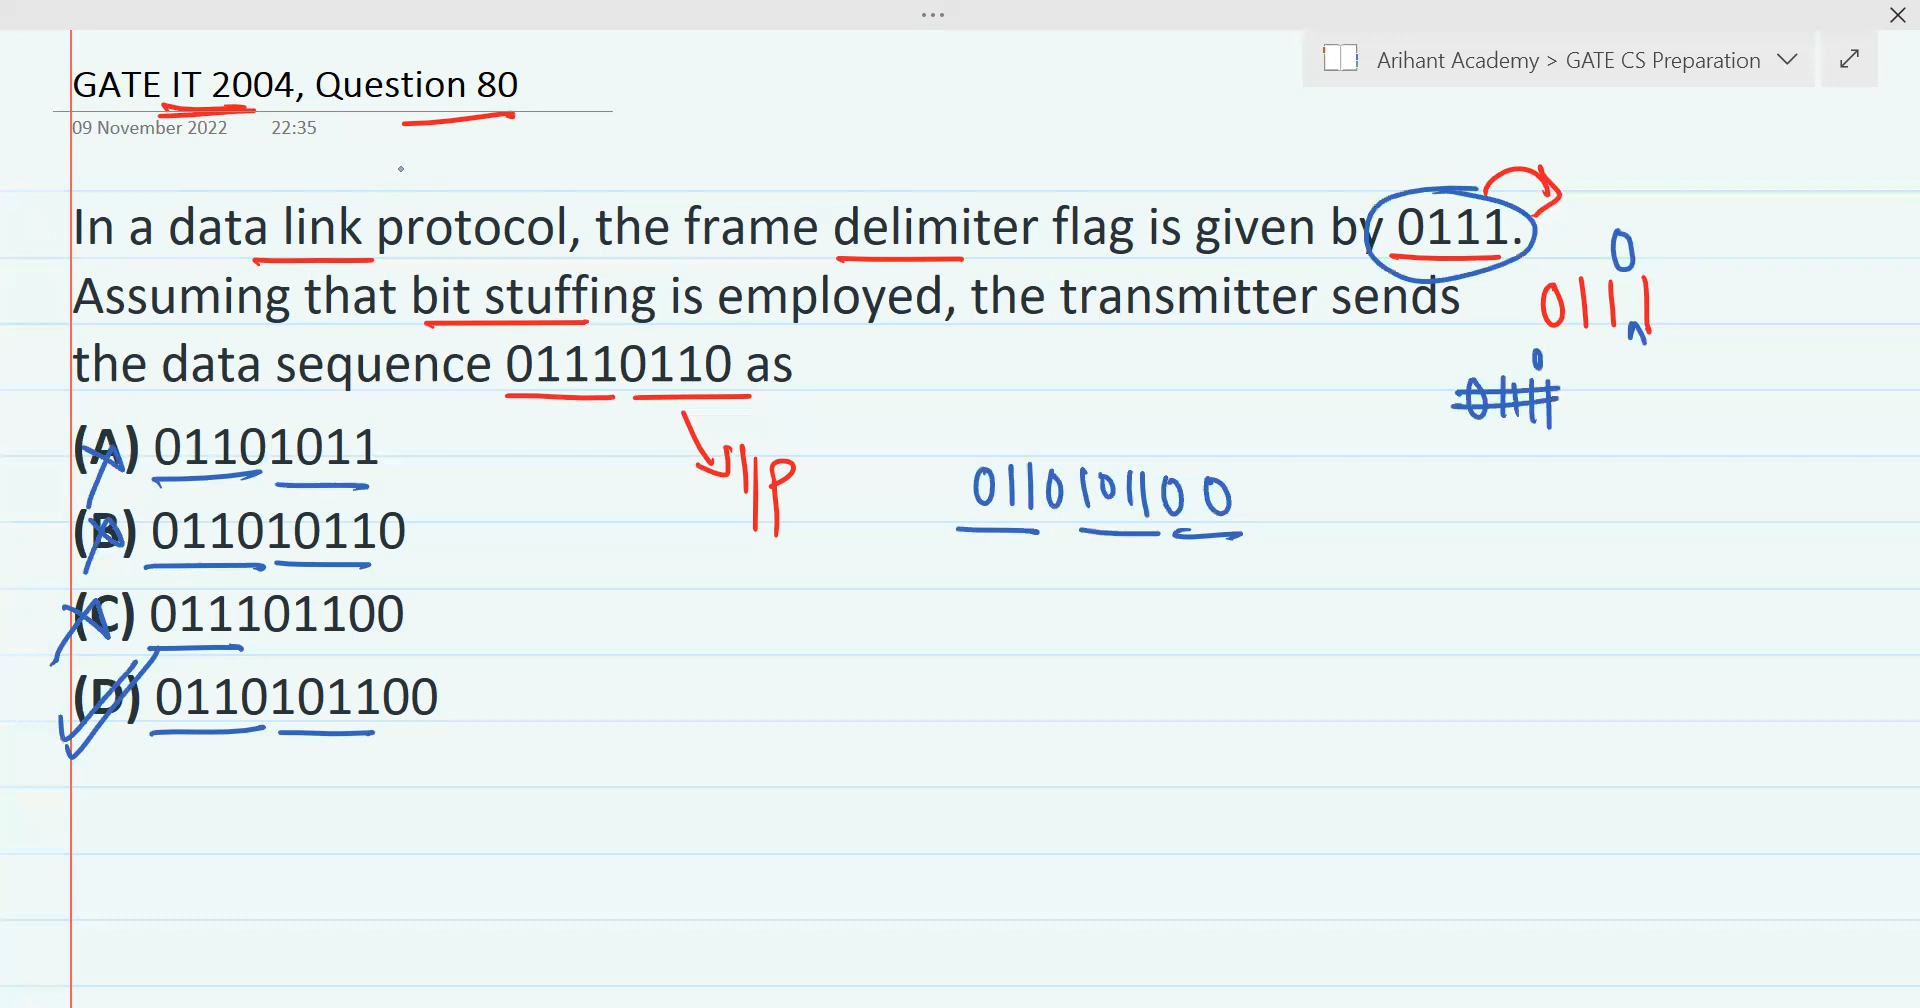 Arihant Academy > GATE CS Preparation
GATE IT 2004, Question 80
09 November 2022 22:35
In a data link protocol, the frame delimiter flag is given by 0111.
Assuming that bit stuffing is employed, the transmitter sends
the data sequence 01110110 as
(A) 01101011
(B) 011010110
(C) 011101100
(D) 0110101100
0
0111
0110101100